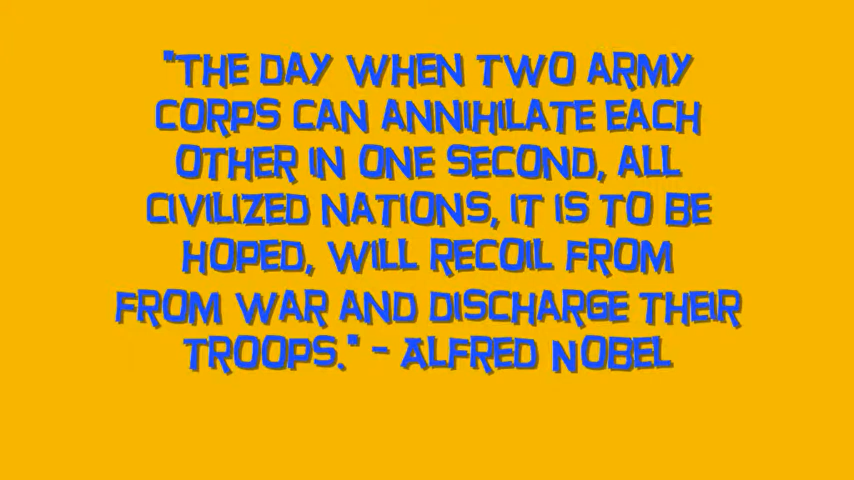 "THE DAY WHEN TWO ARMY
CORPS CAN ANNIHILATE EACH
OTHER IN ONE SECOND, ALL
CIVILIZED NATIONS, IT IS TO BE
HOPED, WILL RECOIL FROM
FROM WAR AND DISCHARGE THEIR
TROOPS." - ALFRED NOBEL